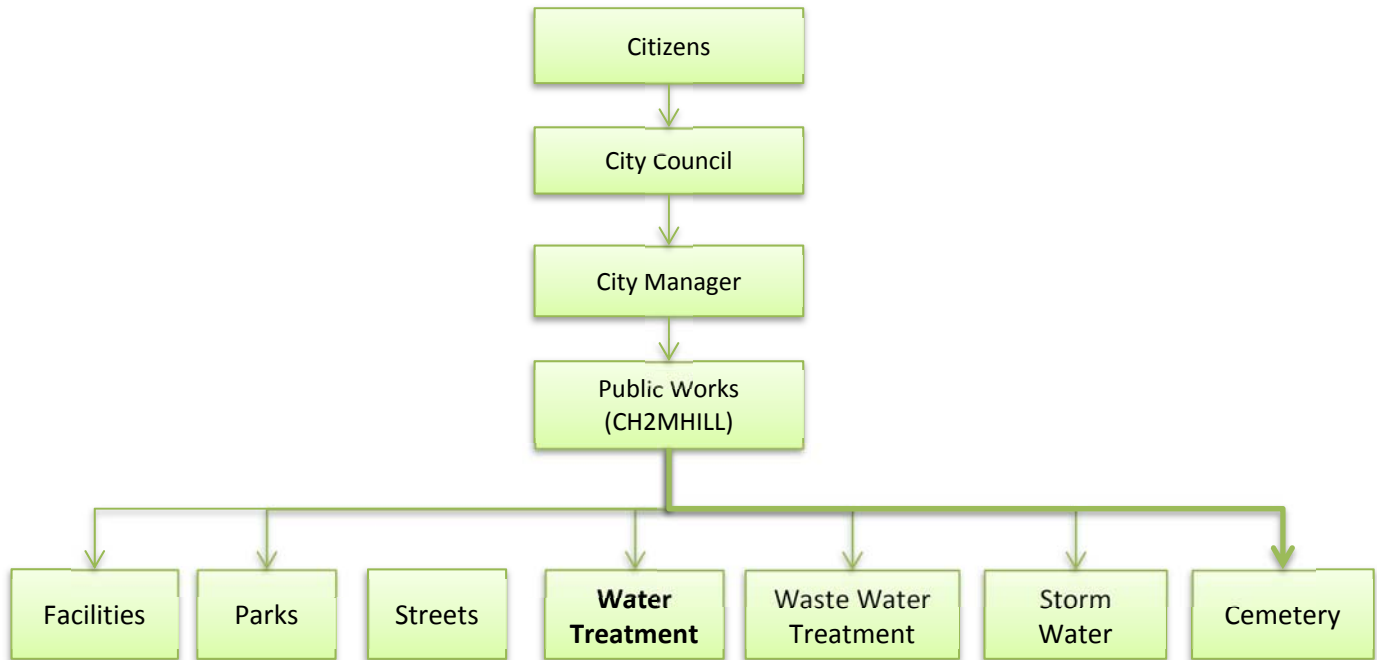 Citizens
City Council
City Manager
Public Works
(CH2MHILL)
Facilities
Parks
Streets
Water
Treatment
Waste Water
Treatment
Storm
Water
Cemetery